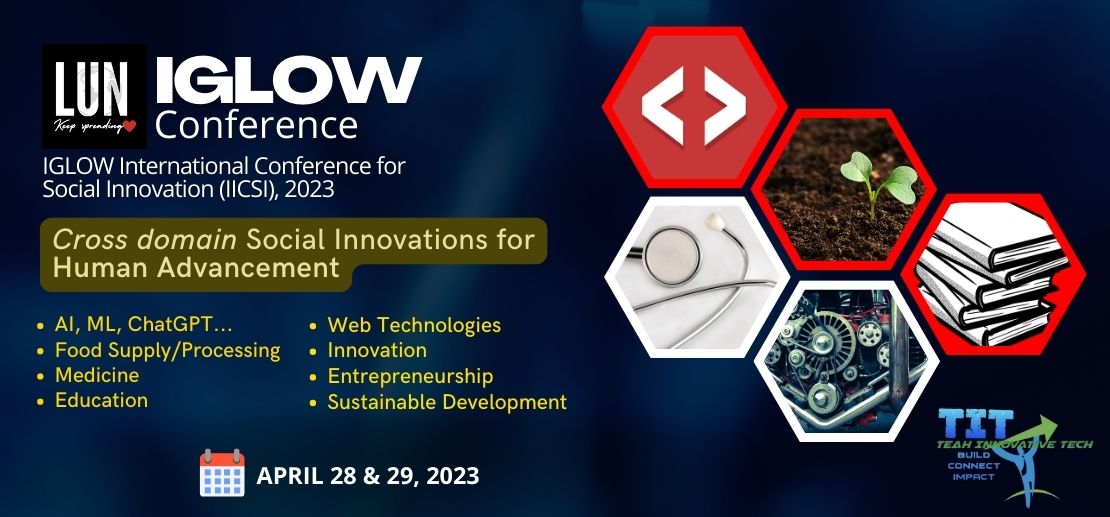 LUN
Keep spreading
IGLOW
Conference
IGLOW International Conference for
Social Innovation (IICSI), 2023
Cross domain Social Innovations for
Human Advancement
AI, ML, ChatGPT...
Food Supply/Processing
Medicine
Education
Web Technologies
Innovation
Entrepreneurship
Sustainable Development
APRIL 28 & 29, 2023
TIT
TEAM INNOVATIVE TECH
BUILD
CONNECT
IMPACT